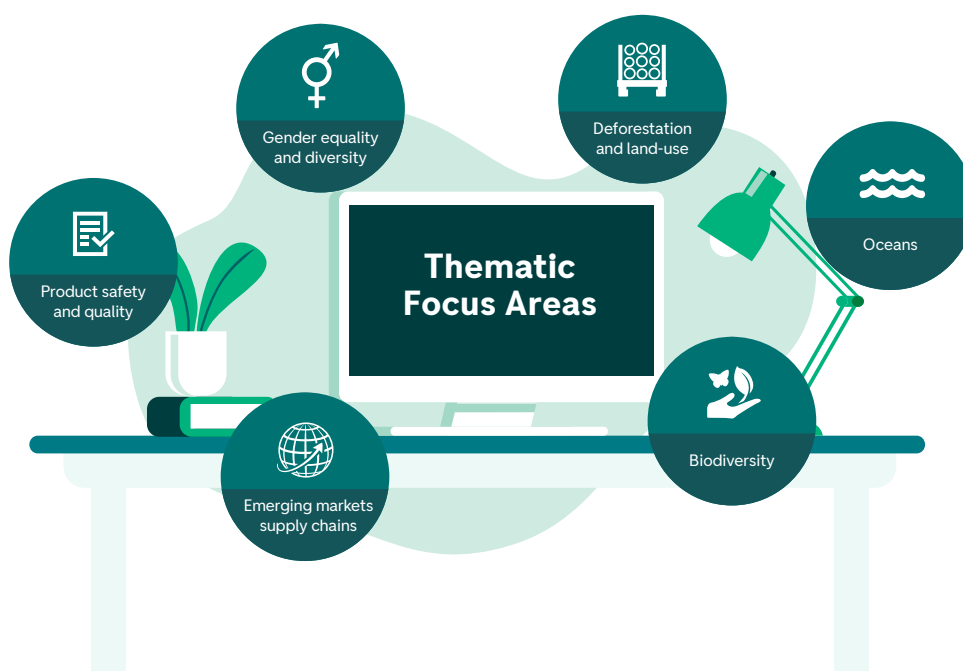 Gender equality
and diversity
Deforestation
and land-use
Oceans
Product safety
and quality
Thematic
Focus Areas
Biodiversity
Emerging markets
supply chains